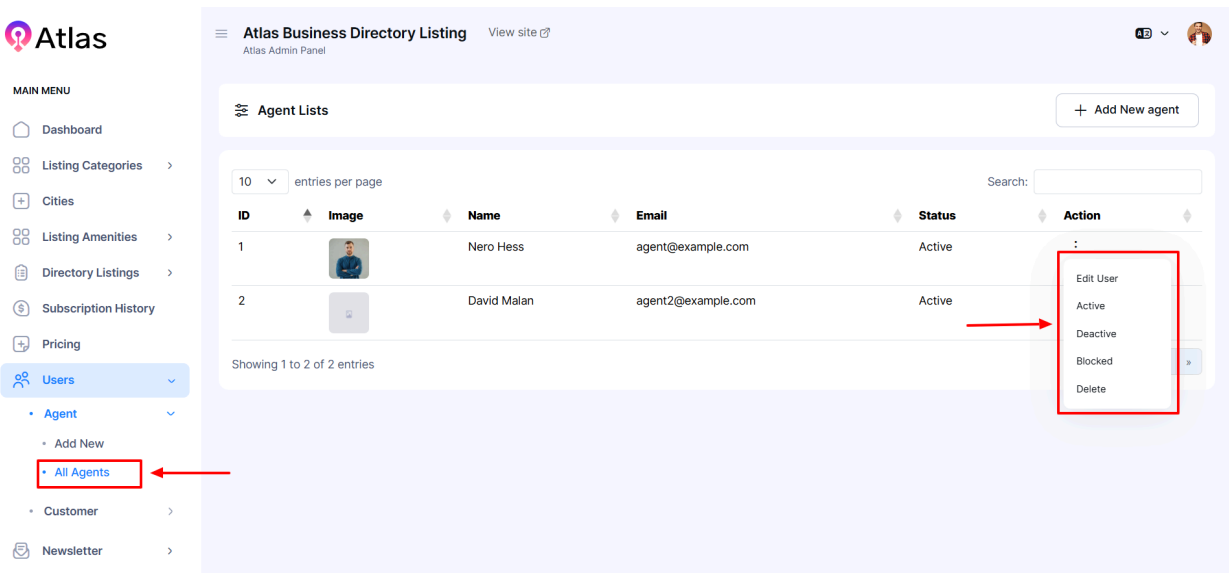 Atlas
MAIN MENU
Dashboard
Listing Categories
Cities
Listing Amenities
Directory Listings
Subscription History
Pricing
Users
Agent
Add New
All Agents
Customer
Newsletter
Atlas Business Directory Listing View site
Atlas Admin Panel
Agent Lists
+ Add New agent
10 entries per page Search:
ID Image Name Email Status Action
1 Nero Hess agent@example.com Active :
2 David Malan agent2@example.com Active
Edit User
Active
Deactive
Blocked
Delete
Showing 1 to 2 of 2 entries »